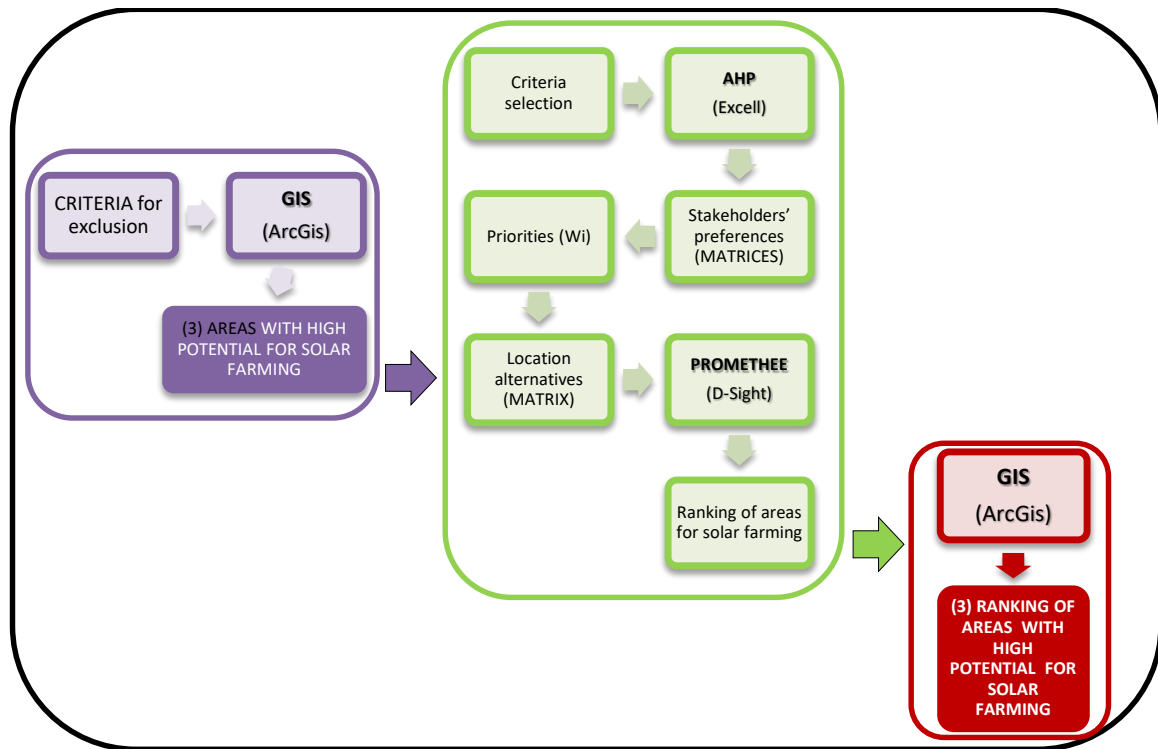 CRITERIA for
exclusion
GIS
(ArcGis)
(3) AREAS WITH HIGH
POTENTIAL FOR SOLAR
FARMING
Criteria
selection
AHP
(Excell)
Stakeholders’
preferences
(MATRICES)
Priorities (Wi)
Location
alternatives
(MATRIX)
PROMETHEE
(D-Sight)
Ranking of areas
for solar farming
GIS
(ArcGis)
(3) RANKING OF
AREAS WITH
HIGH
POTENTIAL FOR
SOLAR
FARMING